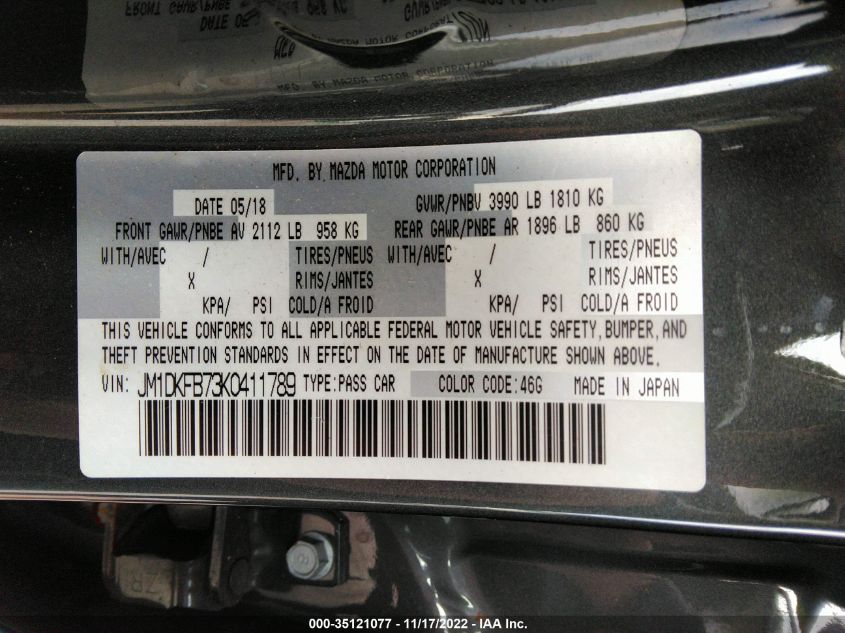 MFD. BY MAZDA MOTOR CORPORATION
DATE 05/18 GVWR/PNBV 3990 LB 1810 KG
FRONT GAWR/PNBE AV 2112 LB 958 KG REAR GAWR/PNBE AR 1896 LB 860 KG
WITH/AVEC / TIRES/PNEUS WITH/AVEC / TIRES/PNEUS
X RIMS/JANTES X RIMS/JANTES
KPA/ PSI COLD/A FROID KPA/ PSI COLD/A FROID
THIS VEHICLE CONFORMS TO ALL APPLICABLE FEDERAL MOTOR VEHICLE SAFETY, BUMPER, AND
THEFT PREVENTION STANDARDS IN EFFECT ON THE DATE OF MANUFACTURE SHOWN ABOVE.
VIN: JM1DKFB73K0411789 TYPE:PASS CAR COLOR CODE:46G MADE IN JAPAN
8
000-35121077 - 11/17/2022 - IAA Inc.